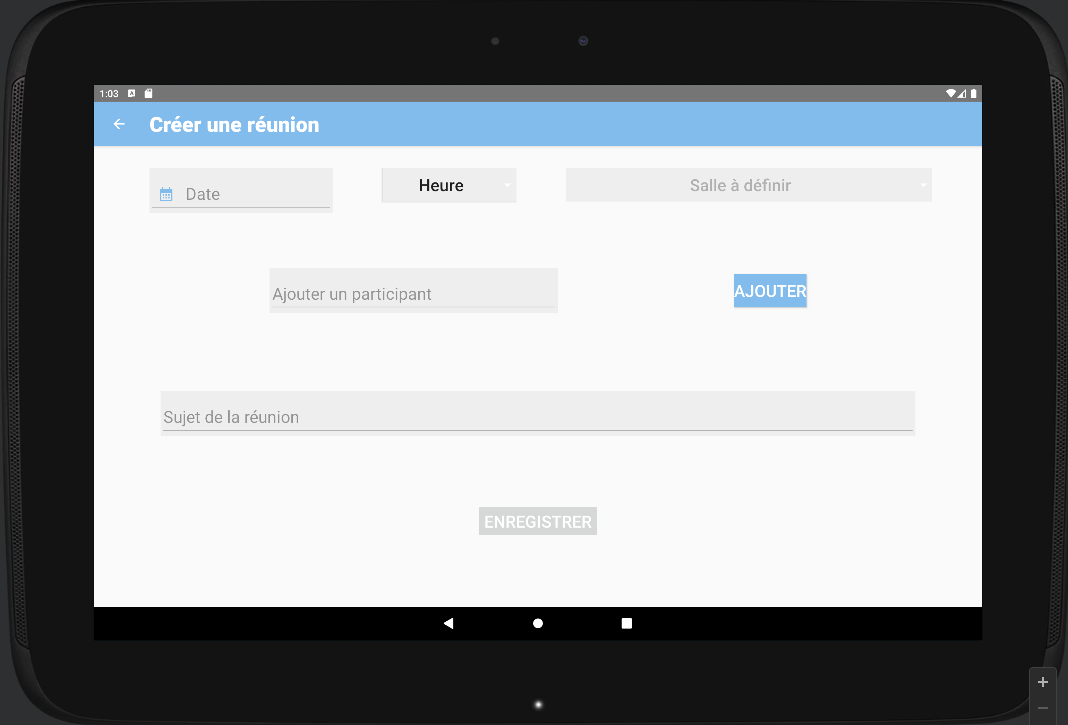 1:03
Créer une réunion
Date
Heure
Salle à définir
Ajouter un participant
AJOUTER
Sujet de la réunion
ENREGISTRER